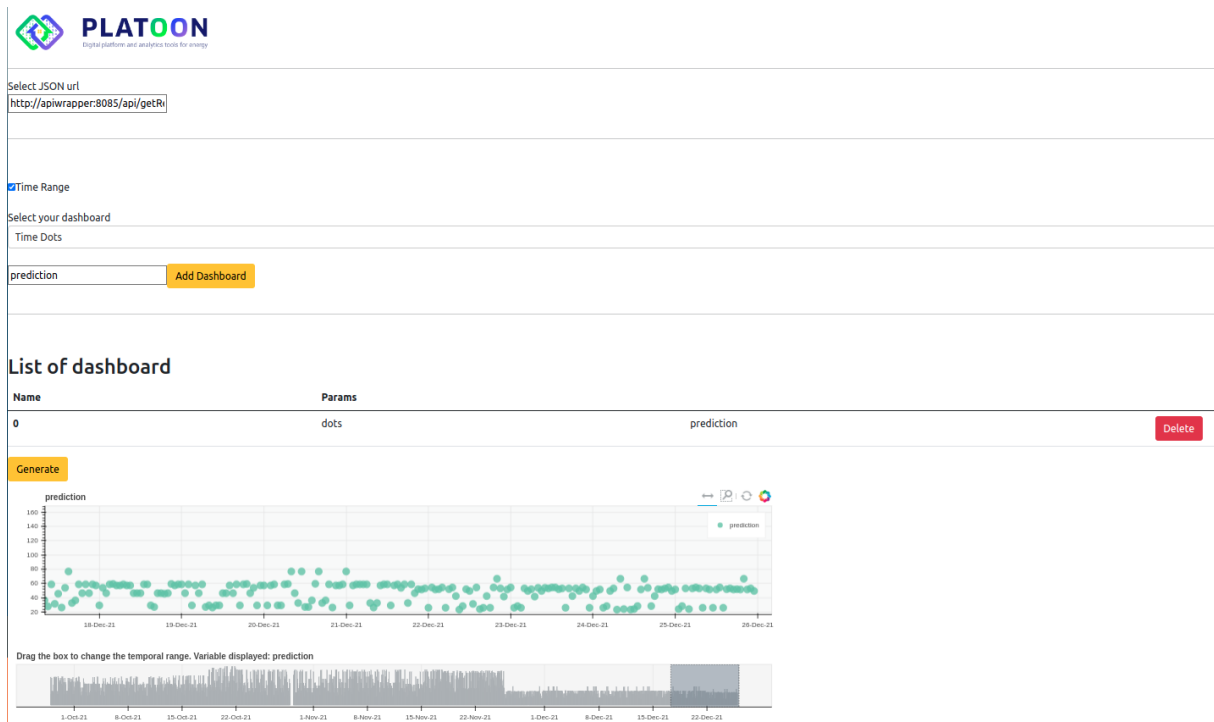 PLATOON
Digital platform and analytics tools for energy
Select JSON url
http://apiwrapper:8085/api/getRe
Time Range
Select your dashboard
Time Dots
prediction Add Dashboard
List of dashboard
Name Params
0 dots prediction Delete
Generate
prediction
160
140
prediction
120
100
80
60
40
20
18-Dec-21 19-Dec-21 20-Dec-21 21-Dec-21 22-Dec-21 23-Dec-21 24-Dec-21 25-Dec-21 26-Dec-21
Drag the box to change the temporal range. Variable displayed: prediction
1-Oct-21 8-Oct-21 15-Oct-21 22-Oct-21 1-Nov-21 8-Nov-21 15-Nov-21 22-Nov-21 1-Dec-21 8-Dec-21 15-Dec-21 22-Dec-21